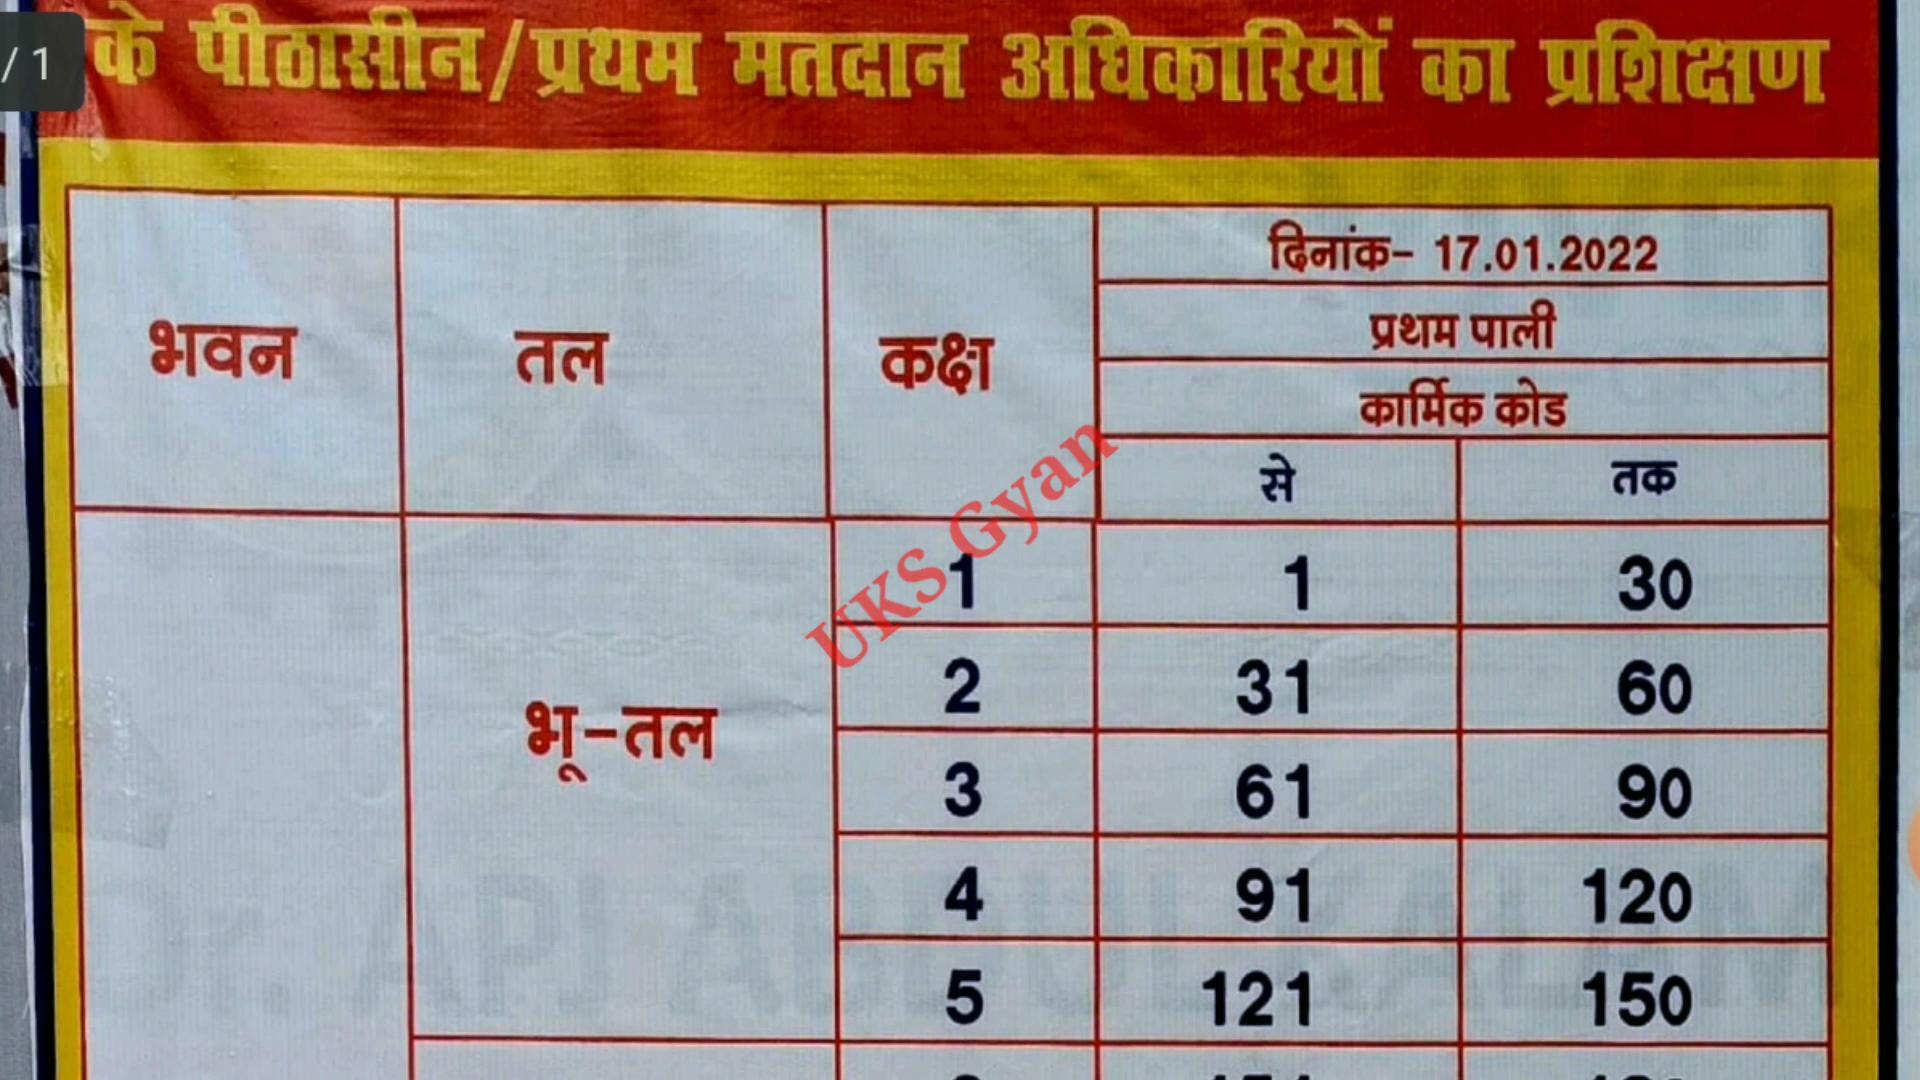 / 1
के पीठासीन/प्रथम मतदान अधिकारियों का प्रशिक्षण
भवन तल कक्ष दिनांक- 17.01.2022
प्रथम पाली
कार्मिक कोड
से तक
UKS Gyan
भू-तल
1 1 30
2 31 60
3 61 90
4 91 120
5 121 150